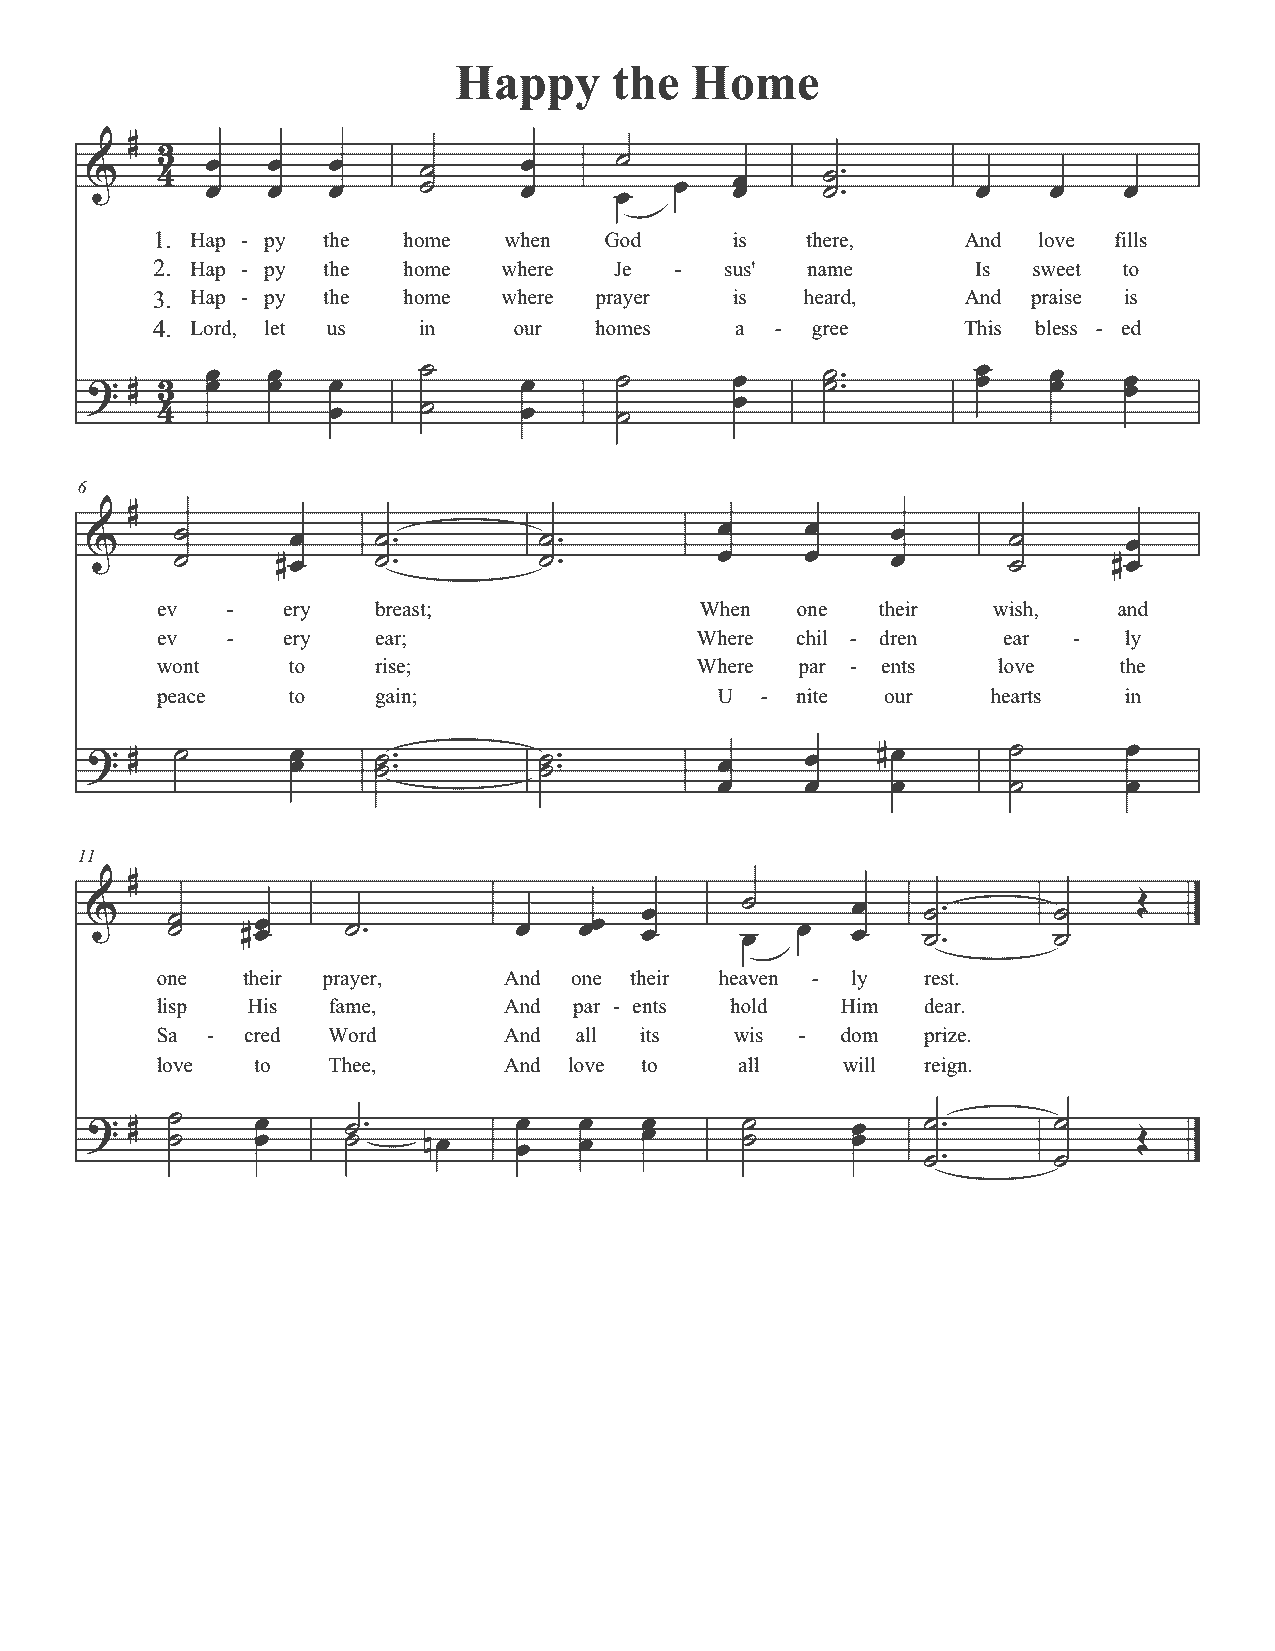 Happy the Home
3 4
1. Hap - py the home when God is there, And love fills
2. Hap - py the home where Je - sus' name Is sweet to
3. Hap - py the home where prayer is heard, And praise is
4. Lord, let us in our homes a - gree This bless - ed
3 4
6
ev - ery breast; When one their wish, and
ev - ery ear; Where chil - dren ear - ly
wont to rise; Where par - ents love the
peace to gain; U - nite our hearts in
11
one their prayer, And one their heaven - ly rest.
lisp His fame, And par - ents hold Him dear.
Sa - cred Word And all its wis - dom prize.
love to Thee, And love to all will reign.